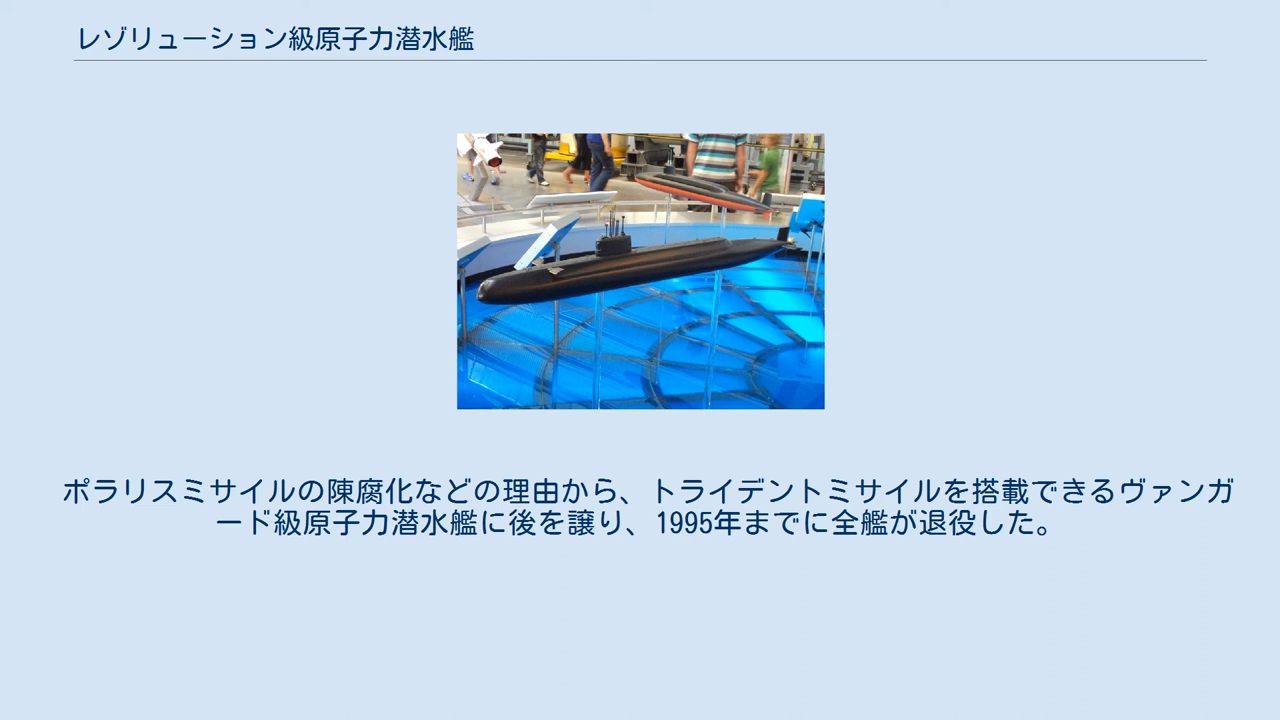 レゾリューション級原子力潜水艦
ポラリスミサイルの陳腐化などの理由から、トライデントミサイルを搭載できるヴァンガ
ード級原子力潜水艦に後を譲り、1995年までに全艦が退役した。